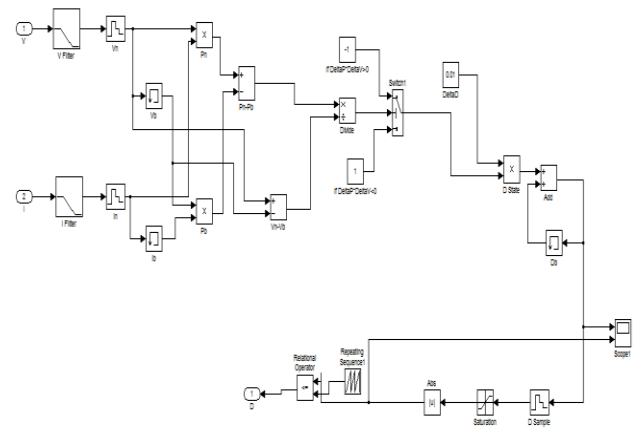 1
V
V Filter
Vn
X
Pn
Vb
+
−
Pn-Pb
-1
If DeltaP*DeltaV>0
Switch1
0.01
DeltaD
×
÷
Divide
1
If DeltaP*DeltaV<0
X
D State
+
+
Add
2
I
I Filter
In
Ib
X
Pb
+
−
Vn-Vb
Db
Scope1
Relational
Operator
Repeating
Sequence1
<=
1
D
Abs
|u|
Saturation
D Sample